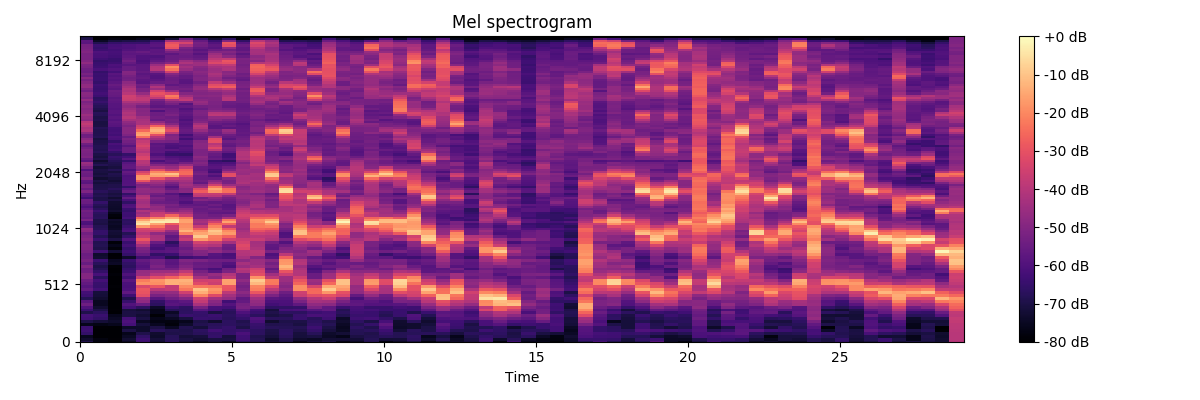 Mel spectrogram
+0 dB
8192
-10 dB
4096
-20 dB
-30 dB
2048
Hz
-40 dB
1024
-50 dB
-60 dB
512
-70 dB
0
-80 dB
0 5 10 15 20 25
Time